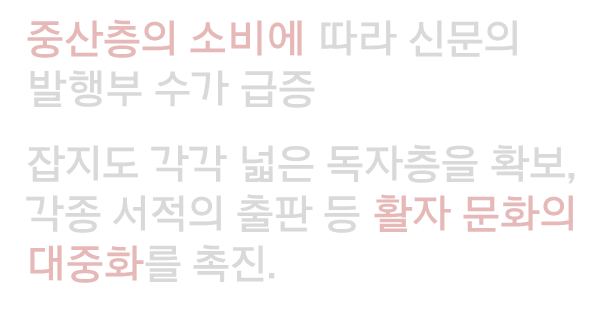 중산층의 소비에 따라 신문의
발행부 수가 급증
잡지도 각각 넓은 독자층을 확보,
각종 서적의 출판 등 활자 문화의
대중화를 촉진.